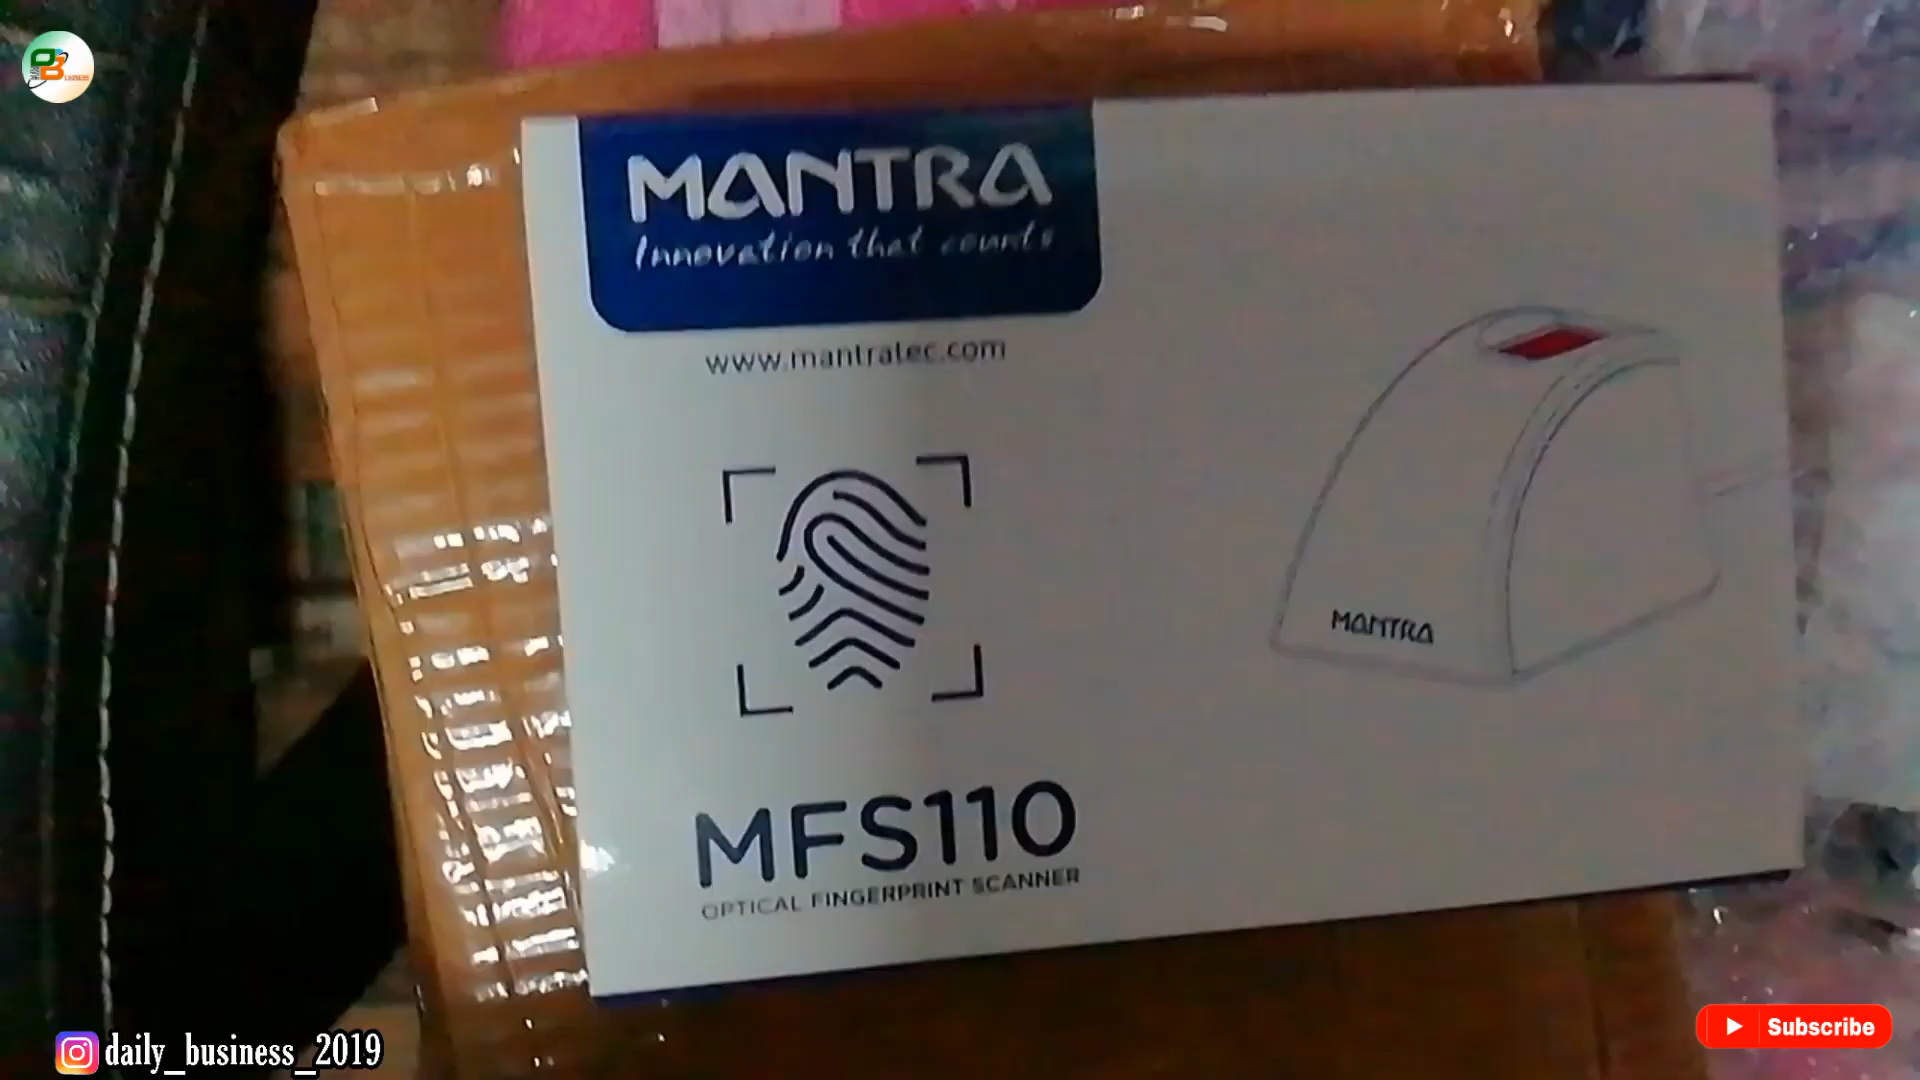 MANTRA
Innovation that counts
www.mantratec.com
MANTRA
MFS110
OPTICAL FINGERPRINT SCANNER
daily_business_2019
Subscribe